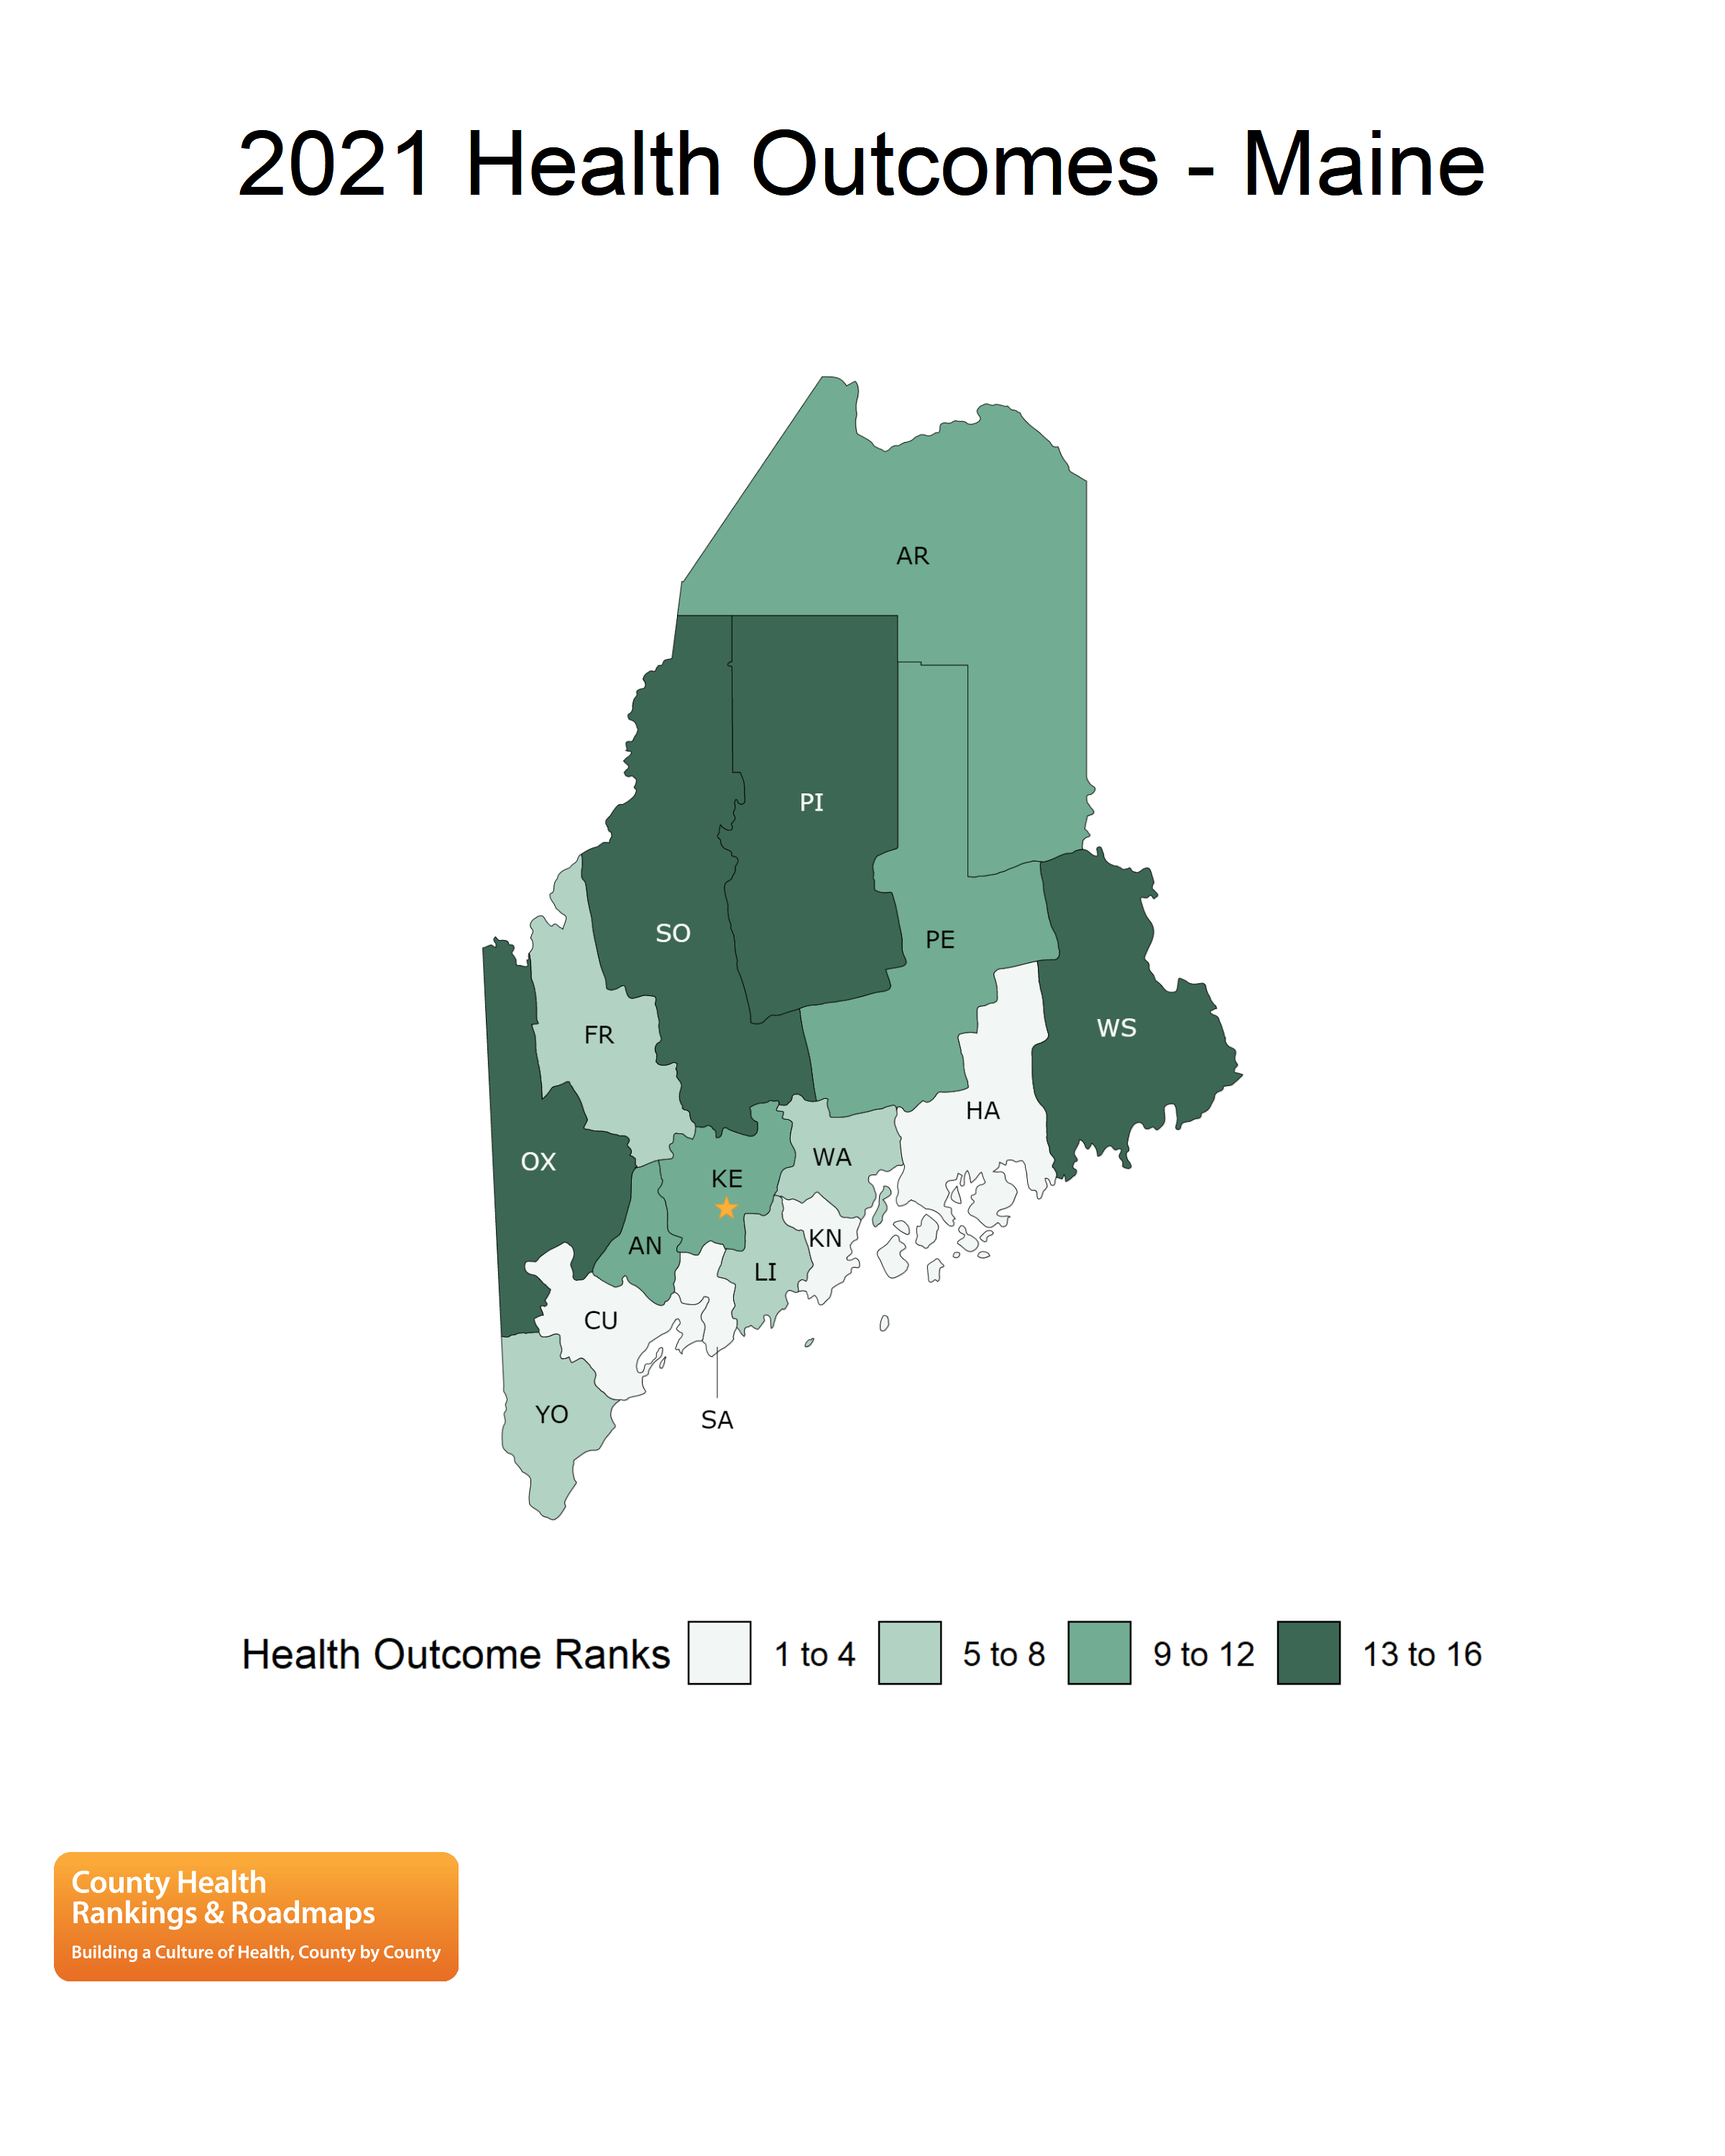 2021 Health Outcomes - Maine
AR
PI
SO
PE
FR
WS
HA
OX
WA
KE
KN
AN
LI
CU
YO
SA
Health Outcome Ranks 1 to 4 5 to 8 9 to 12 13 to 16
County Health
Rankings & Roadmaps
Building a Culture of Health, County by County